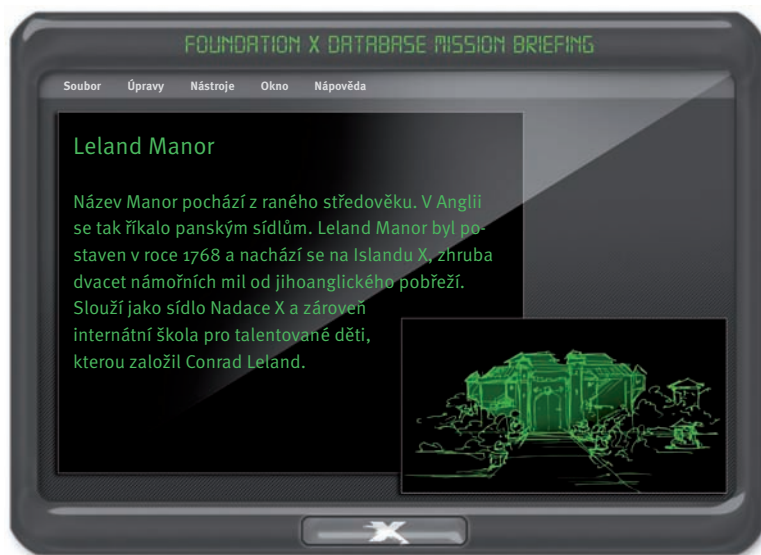 FOUNDATION X DATABASE MISSION BRIEFING
Soubor Úpravy Nástroje Okno Nápověda
Leland Manor
Název Manor pochází z raného středověku. V Anglii
se tak říkalo panským sídlům. Leland Manor byl po-
staven v roce 1768 a nachází se na Islandu X, zhruba
dvacet námořních mil od jihoanglického pobřeží.
Slouží jako sídlo Nadace X a zároveň
internátní škola pro talentované děti,
kterou založil Conrad Leland.
X